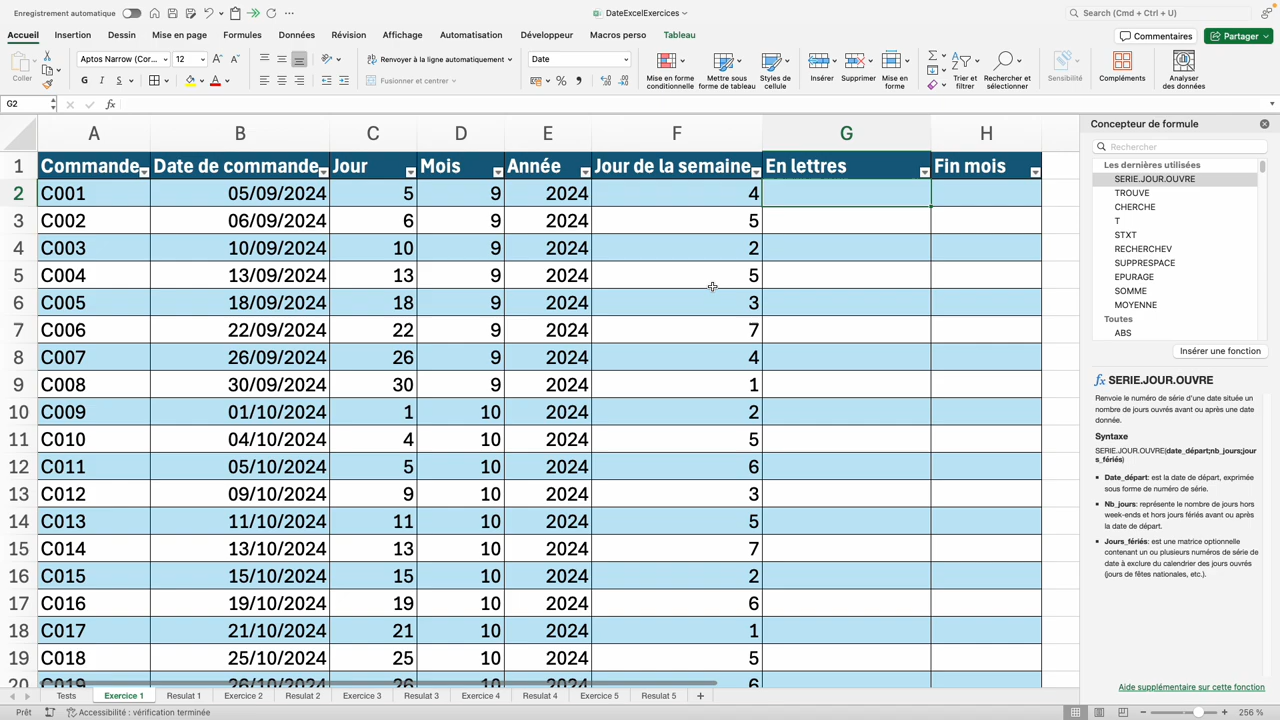 Enregistrement automatique
DateExcelExercices
Search (Cmd + Ctrl + U)
Accueil Insertion Dessin Mise en page Formules Données Révision Affichage Automatisation Développeur Macros perso Tableau
Commentaires Partager
Coller
Aptos Narrow (Cor... 12
G I S
Renvoyer à la ligne automatiquement
Fusionner et centrer
Date
Mise en forme conditionnelle
Mettre sous forme de tableau
Styles de cellule
Insérer
Supprimer
Mise en forme
Trier et filtrer
Rechercher et sélectionner
Sensibilité
Compléments
Analyser des données
G2 fx
A B C D E F G H
1 Commande Date de commande Jour Mois Année Jour de la semaine En lettres Fin mois
2 C001 05/09/2024 5 9 2024 4
3 C002 06/09/2024 6 9 2024 5
4 C003 10/09/2024 10 9 2024 2
5 C004 13/09/2024 13 9 2024 5
6 C005 18/09/2024 18 9 2024 3
7 C006 22/09/2024 22 9 2024 7
8 C007 26/09/2024 26 9 2024 4
9 C008 30/09/2024 30 9 2024 1
10 C009 01/10/2024 1 10 2024 2
11 C010 04/10/2024 4 10 2024 5
12 C011 05/10/2024 5 10 2024 6
13 C012 09/10/2024 9 10 2024 3
14 C013 11/10/2024 11 10 2024 5
15 C014 13/10/2024 13 10 2024 7
16 C015 15/10/2024 15 10 2024 2
17 C016 19/10/2024 19 10 2024 6
18 C017 21/10/2024 21 10 2024 1
19 C018 25/10/2024 25 10 2024 5
20 C019 26/10/2024 26 10 2024 6
Concepteur de formule
Rechercher
Les dernières utilisées
SERIE.JOUR.OUVRE
TROUVE
CHERCHE
T
STXT
RECHERCHEV
SUPPRESPACE
EPURAGE
SOMME
MOYENNE
Toutes
ABS
Insérer une fonction
fx SERIE.JOUR.OUVRE
Renvoie le numéro de série d'une date située un
nombre de jours ouvrés avant ou après une date
donnée.
Syntaxe
SERIE.JOUR.OUVRE(date_départ;nb_jours;jour
s_fériés)
• Date_départ: est la date de départ, exprimée
sous forme de numéro de série.
• Nb_jours: représente le nombre de jours hors
week-ends et hors jours fériés avant ou après
la date de départ.
• Jours_fériés: est une matrice optionnelle
contenant un ou plusieurs numéros de série de
date à exclure du calendrier des jours ouvrés
(jours de fêtes nationales, etc.).
Aide supplémentaire sur cette fonction
Tests Exercice 1 Resulat 1 Exercice 2 Resulat 2 Exercice 3 Resulat 3 Exercice 4 Resulat 4 Exercice 5 Resulat 5 +
Prêt Accessibilité : vérification terminée 256 %